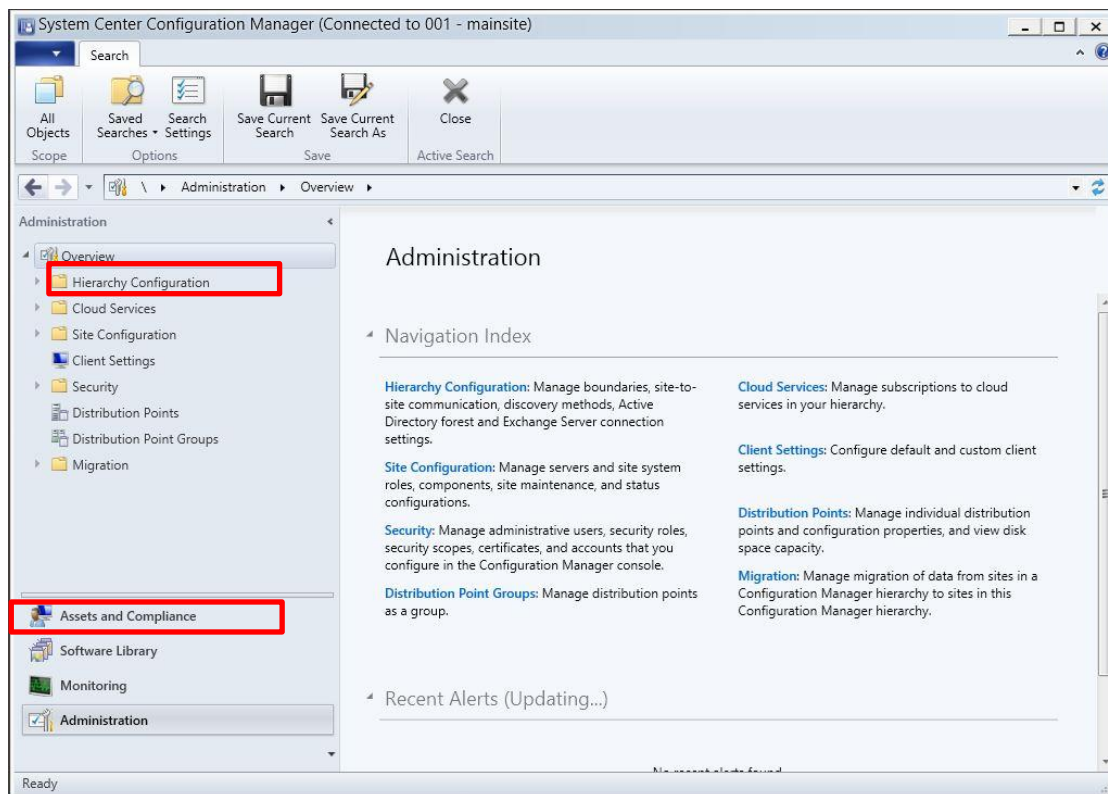 System Center Configuration Manager (Connected to 001 - mainsite)
Search
All Objects
Saved Searches
Search Settings
Save Current Search
Save Current Search As
Close
Scope
Options
Save
Active Search
\ Administration Overview
Administration
Overview
Hierarchy Configuration
Cloud Services
Site Configuration
Client Settings
Security
Distribution Points
Distribution Point Groups
Migration
Assets and Compliance
Software Library
Monitoring
Administration
Administration
Navigation Index
Hierarchy Configuration: Manage boundaries, site-to-
site communication, discovery methods, Active
Directory forest and Exchange Server connection
settings.
Site Configuration: Manage servers and site system
roles, components, site maintenance, and status
configurations.
Security: Manage administrative users, security roles,
security scopes, certificates, and accounts that you
configure in the Configuration Manager console.
Distribution Point Groups: Manage distribution points
as a group.
Cloud Services: Manage subscriptions to cloud
services in your hierarchy.
Client Settings: Configure default and custom client
settings.
Distribution Points: Manage individual distribution
points and configuration properties, and view disk
space capacity.
Migration: Manage migration of data from sites in a
Configuration Manager hierarchy to sites in this
Configuration Manager hierarchy.
Recent Alerts (Updating...)
No recent alerts found
Ready